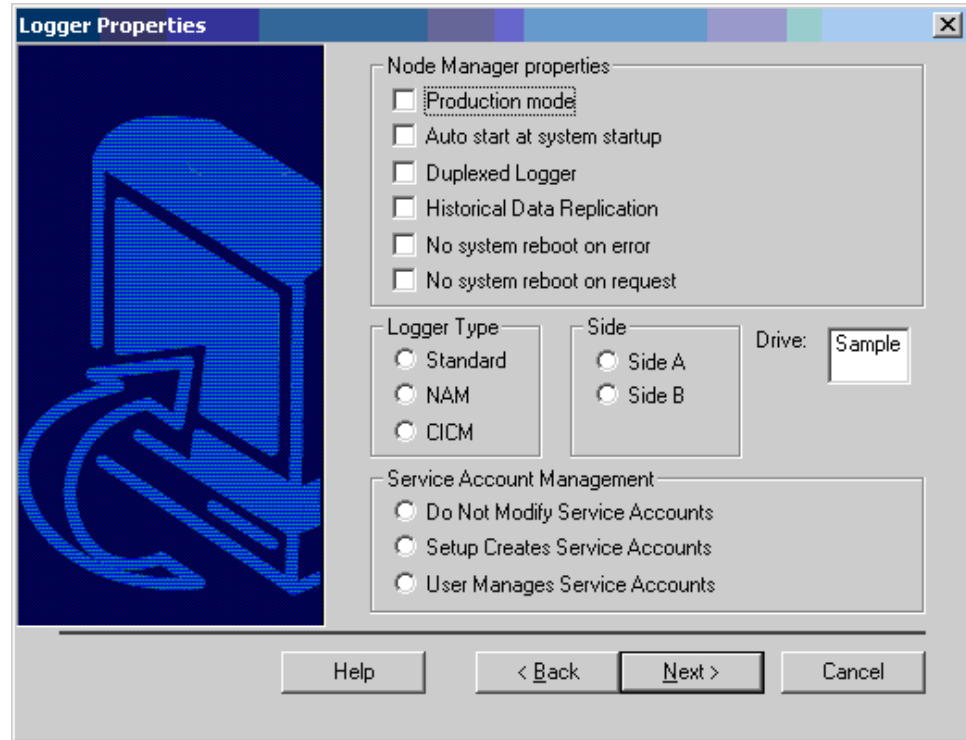 Logger Properties
Node Manager properties
Production mode
Auto start at system startup
Duplexed Logger
Historical Data Replication
No system reboot on error
No system reboot on request
Logger Type
Standard
NAM
CICM
Side
Side A
Side B
Drive: Sample
Service Account Management
Do Not Modify Service Accounts
Setup Creates Service Accounts
User Manages Service Accounts
Help < Back Next > Cancel